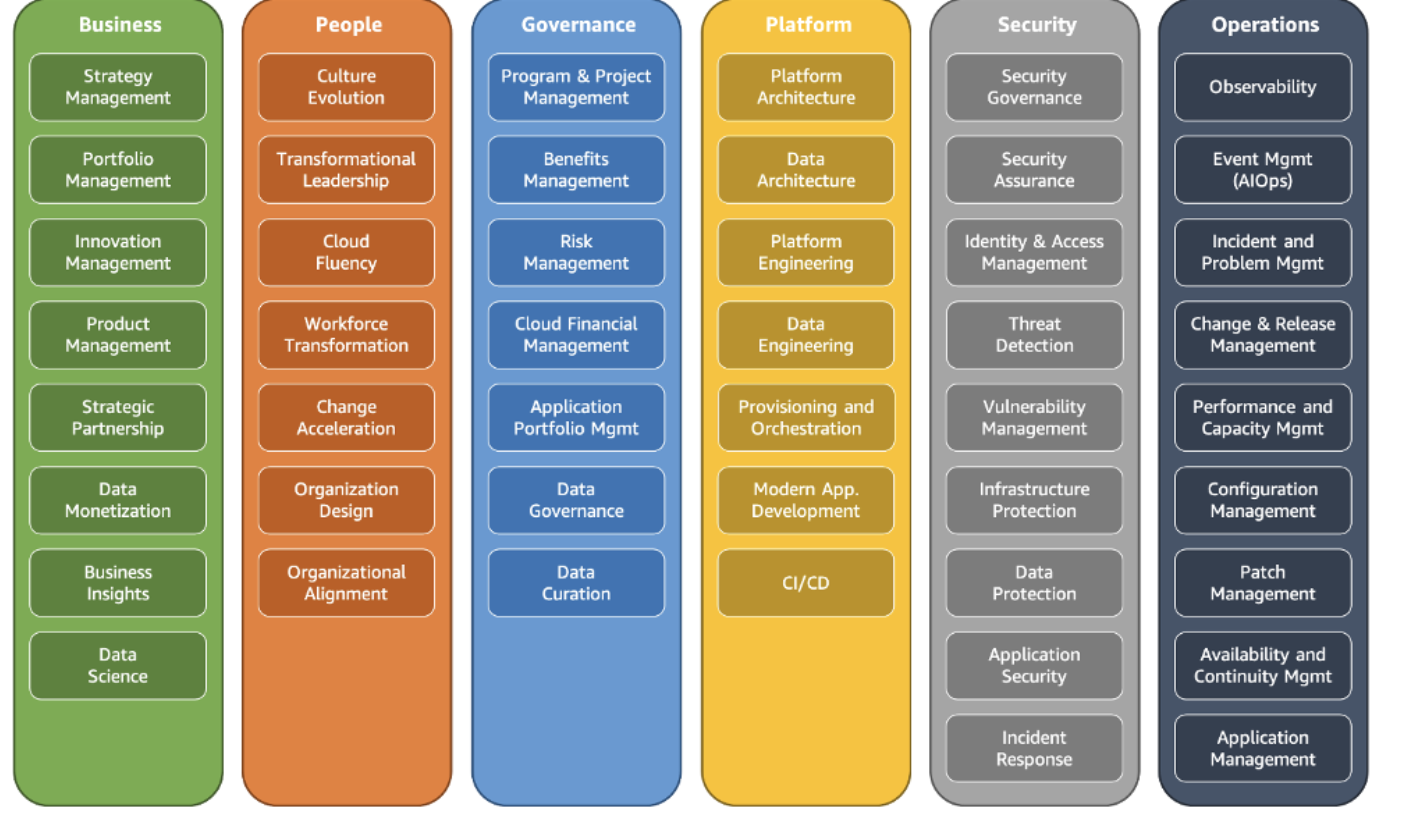 Business
Strategy
Management
Portfolio
Management
Innovation
Management
Product
Management
Strategic
Partnership
Data
Monetization
Business
Insights
Data
Science
People
Culture
Evolution
Transformational
Leadership
Cloud
Fluency
Workforce
Transformation
Change
Acceleration
Organization
Design
Organizational
Alignment
Governance
Program & Project
Management
Benefits
Management
Risk
Management
Cloud Financial
Management
Application
Portfolio Mgmt
Data
Governance
Data
Curation
Platform
Platform
Architecture
Data
Architecture
Platform
Engineering
Data
Engineering
Provisioning and
Orchestration
Modern App.
Development
CI/CD
Security
Security
Governance
Security
Assurance
Identity & Access
Management
Threat
Detection
Vulnerability
Management
Infrastructure
Protection
Data
Protection
Application
Security
Incident
Response
Operations
Observability
Event Mgmt
(AIOps)
Incident and
Problem Mgmt
Change & Release
Management
Performance and
Capacity Mgmt
Configuration
Management
Patch
Management
Availability and
Continuity Mgmt
Application
Management